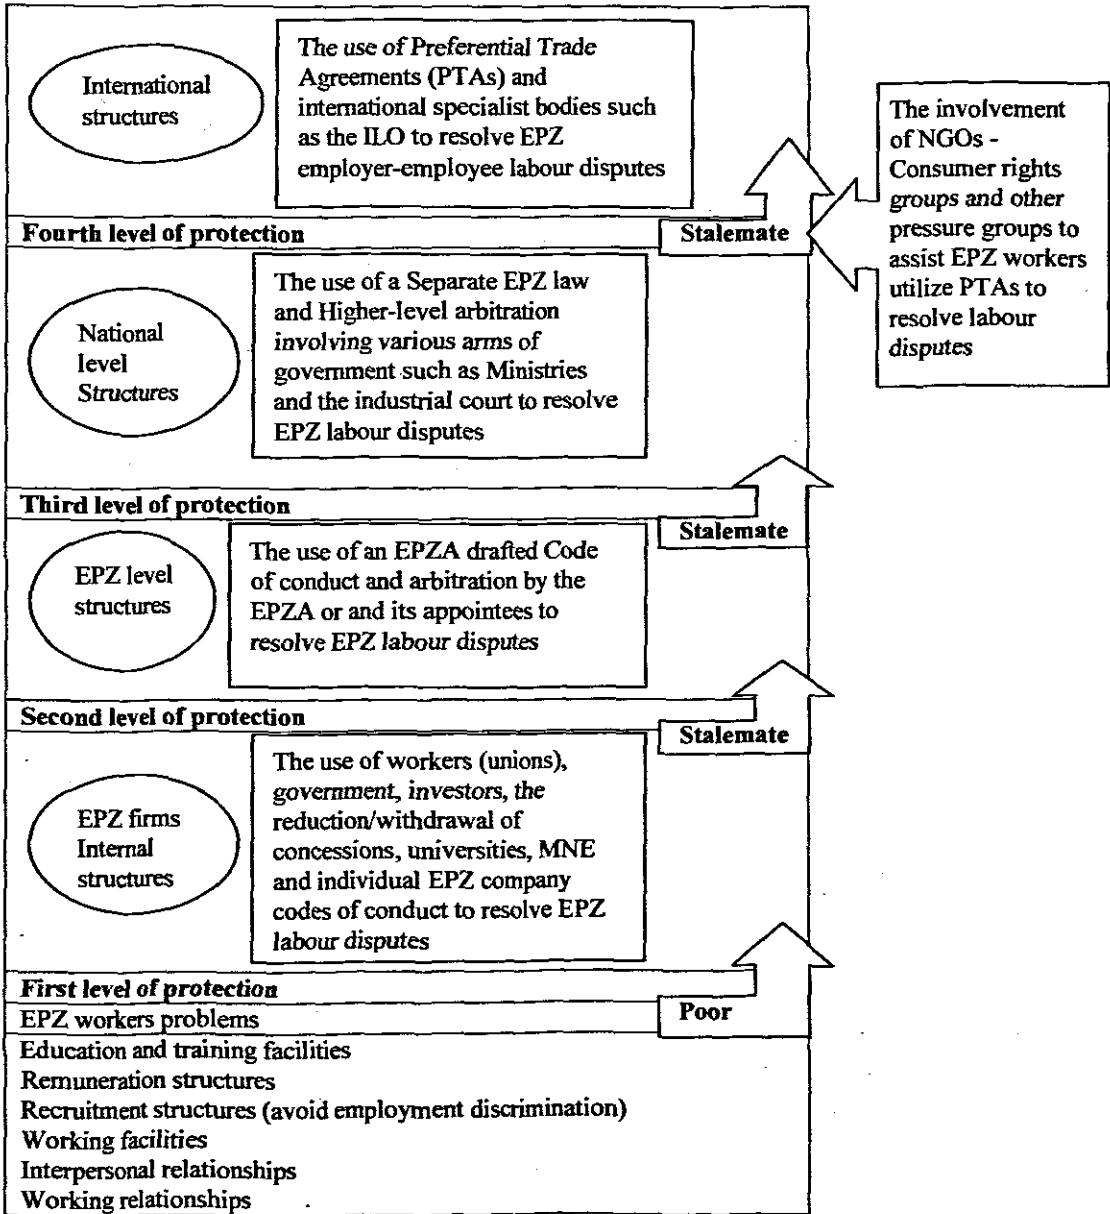 International
structures
The use of Preferential Trade
Agreements (PTAs) and
international specialist bodies such
as the ILO to resolve EPZ
employer-employee labour disputes
The involvement
of NGOs -
Consumer rights
groups and other
pressure groups to
assist EPZ workers
utilize PTAs to
resolve labour
disputes
Fourth level of protection
Stalemate
National
level
Structures
The use of a Separate EPZ law
and Higher-level arbitration
involving various arms of
government such as Ministries
and the industrial court to resolve
EPZ labour disputes
Third level of protection
Stalemate
EPZ level
structures
The use of an EPZA drafted Code
of conduct and arbitration by the
EPZA or and its appointees to
resolve EPZ labour disputes
Second level of protection
Stalemate
EPZ firms
Internal
structures
The use of workers (unions),
government, investors, the
reduction/withdrawal of
concessions, universities, MNE
and individual EPZ company
codes of conduct to resolve EPZ
labour disputes
First level of protection
EPZ workers problems
Poor
Education and training facilities
Remuneration structures
Recruitment structures (avoid employment discrimination)
Working facilities
Interpersonal relationships
Working relationships